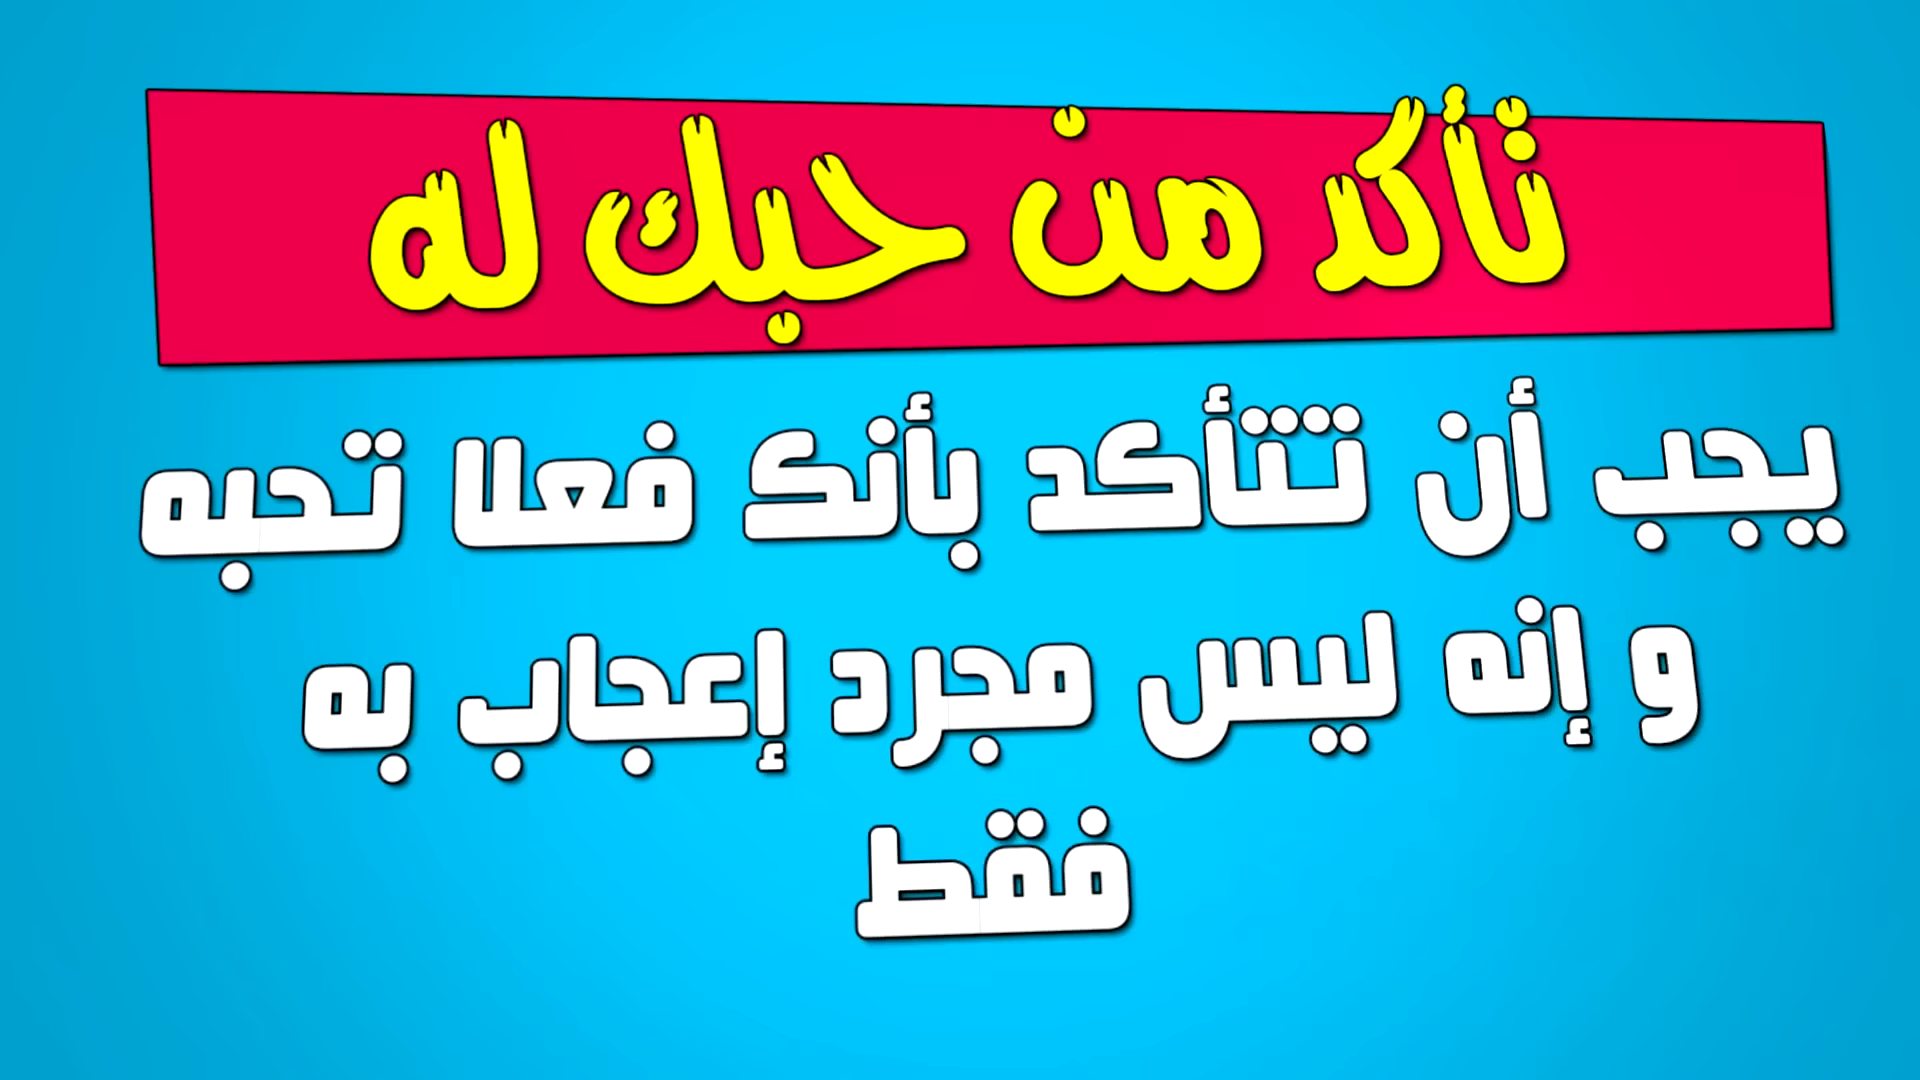 تأكد من حبك له
يجب أن تتأكد بأنك فعلا تحبه
و إنه ليس مجرد إعجاب به
فقط